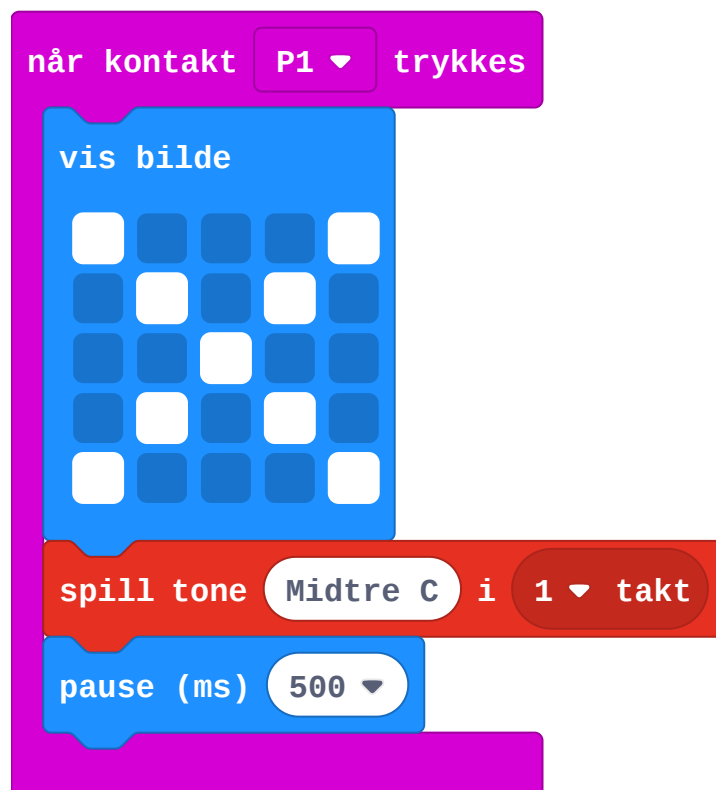 når kontakt P1 trykkes
vis bilde
spill tone Midtre C i 1 takt
pause (ms) 500